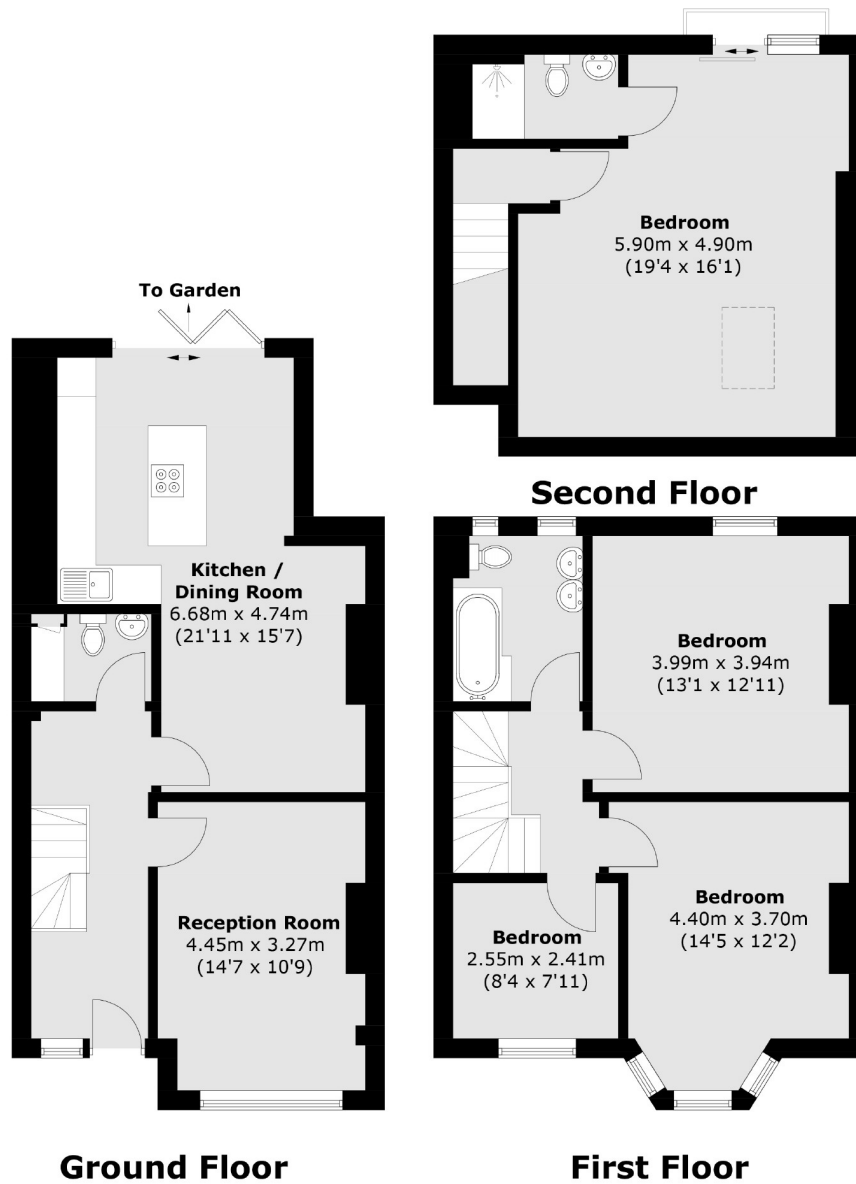 To Garden
Kitchen /
Dining Room
6.68m x 4.74m
(21'11 x 15'7)
Reception Room
4.45m x 3.27m
(14'7 x 10'9)
Ground Floor
Bedroom
5.90m x 4.90m
(19'4 x 16'1)
Second Floor
Bedroom
3.99m x 3.94m
(13'1 x 12'11)
Bedroom
4.40m x 3.70m
(14'5 x 12'2)
Bedroom
2.55m x 2.41m
(8'4 x 7'11)
First Floor